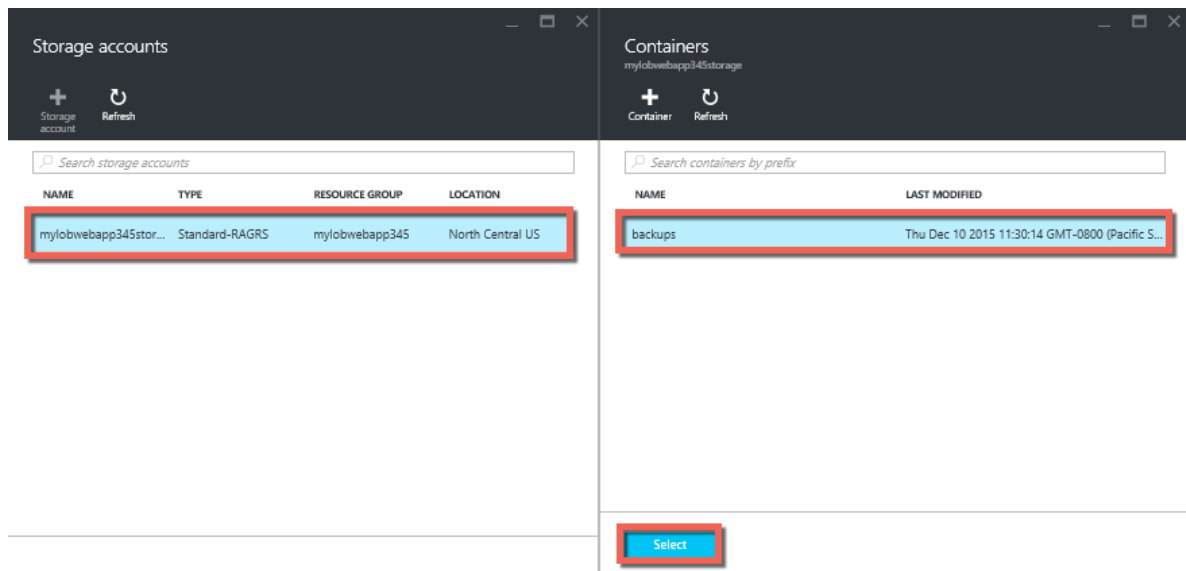 Storage accounts
Storage account
Refresh
Search storage accounts
NAME TYPE RESOURCE GROUP LOCATION
mylobwebapp345stor... Standard-RAGRS mylobwebapp345 North Central US
Containers
mylobwebapp345storage
Container Refresh
Search containers by prefix
NAME LAST MODIFIED
backups Thu Dec 10 2015 11:30:14 GMT-0800 (Pacific S...
Select